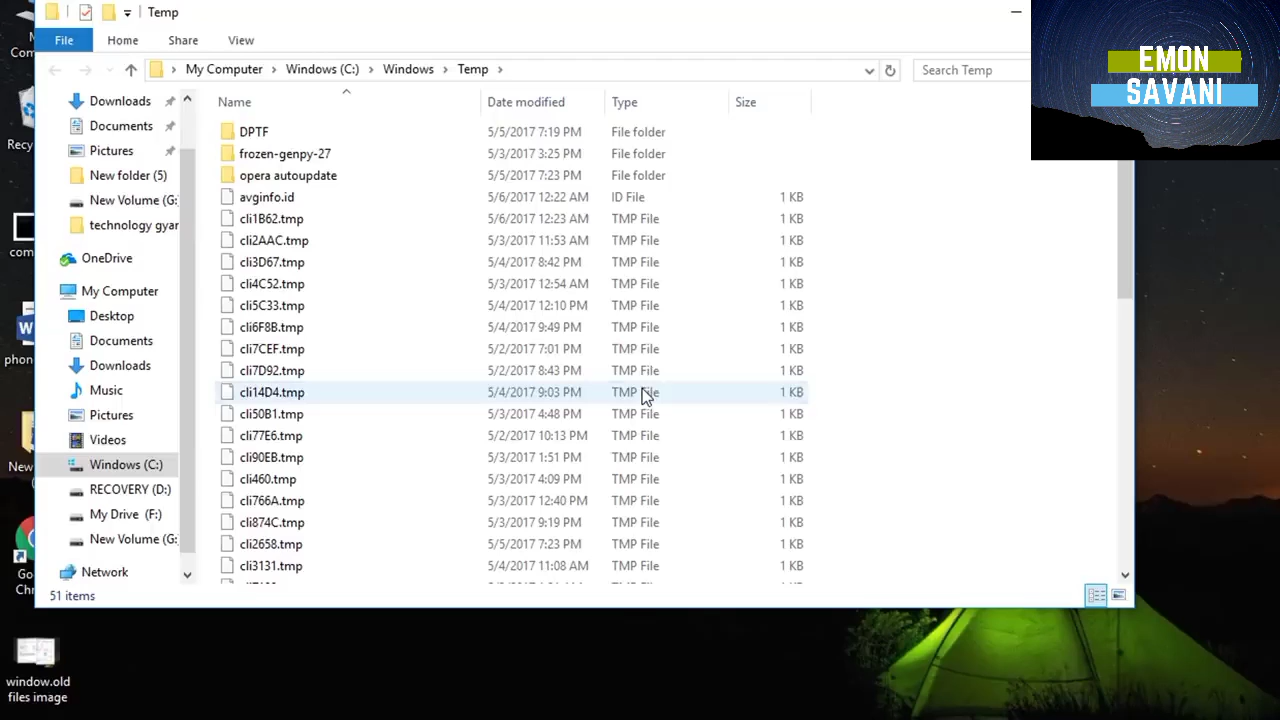 Temp
File Home Share View
My Computer Windows (C:) Windows Temp
Search Temp
EMON
SAVANI
Downloads
Documents
Pictures
New folder (5)
New Volume (G:
technology gyar
OneDrive
My Computer
Desktop
Documents
Downloads
Music
Pictures
Videos
Windows (C:)
RECOVERY (D:)
My Drive (F:)
New Volume (G:
Network
Name Date modified Type Size
DPTF 5/5/2017 7:19 PM File folder
frozen-genpy-27 5/3/2017 3:25 PM File folder
opera autoupdate 5/5/2017 7:23 PM File folder
avginfo.id 5/6/2017 12:22 AM ID File 1 KB
cli1B62.tmp 5/6/2017 12:23 AM TMP File 1 KB
cli2AAC.tmp 5/3/2017 11:53 AM TMP File 1 KB
cli3D67.tmp 5/4/2017 8:42 PM TMP File 1 KB
cli4C52.tmp 5/3/2017 12:54 AM TMP File 1 KB
cli5C33.tmp 5/4/2017 12:10 PM TMP File 1 KB
cli6F8B.tmp 5/4/2017 9:49 PM TMP File 1 KB
cli7CEF.tmp 5/2/2017 7:01 PM TMP File 1 KB
cli7D92.tmp 5/2/2017 8:43 PM TMP File 1 KB
cli14D4.tmp 5/4/2017 9:03 PM TMP File 1 KB
cli50B1.tmp 5/3/2017 4:48 PM TMP File 1 KB
cli77E6.tmp 5/2/2017 10:13 PM TMP File 1 KB
cli90EB.tmp 5/3/2017 1:51 PM TMP File 1 KB
cli460.tmp 5/3/2017 4:09 PM TMP File 1 KB
cli766A.tmp 5/3/2017 12:40 PM TMP File 1 KB
cli874C.tmp 5/3/2017 9:19 PM TMP File 1 KB
cli2658.tmp 5/5/2017 7:23 PM TMP File 1 KB
cli3131.tmp 5/4/2017 11:08 AM TMP File 1 KB
51 items
Com
Recy
com
phon
New
Go
Chr
window.old
files image